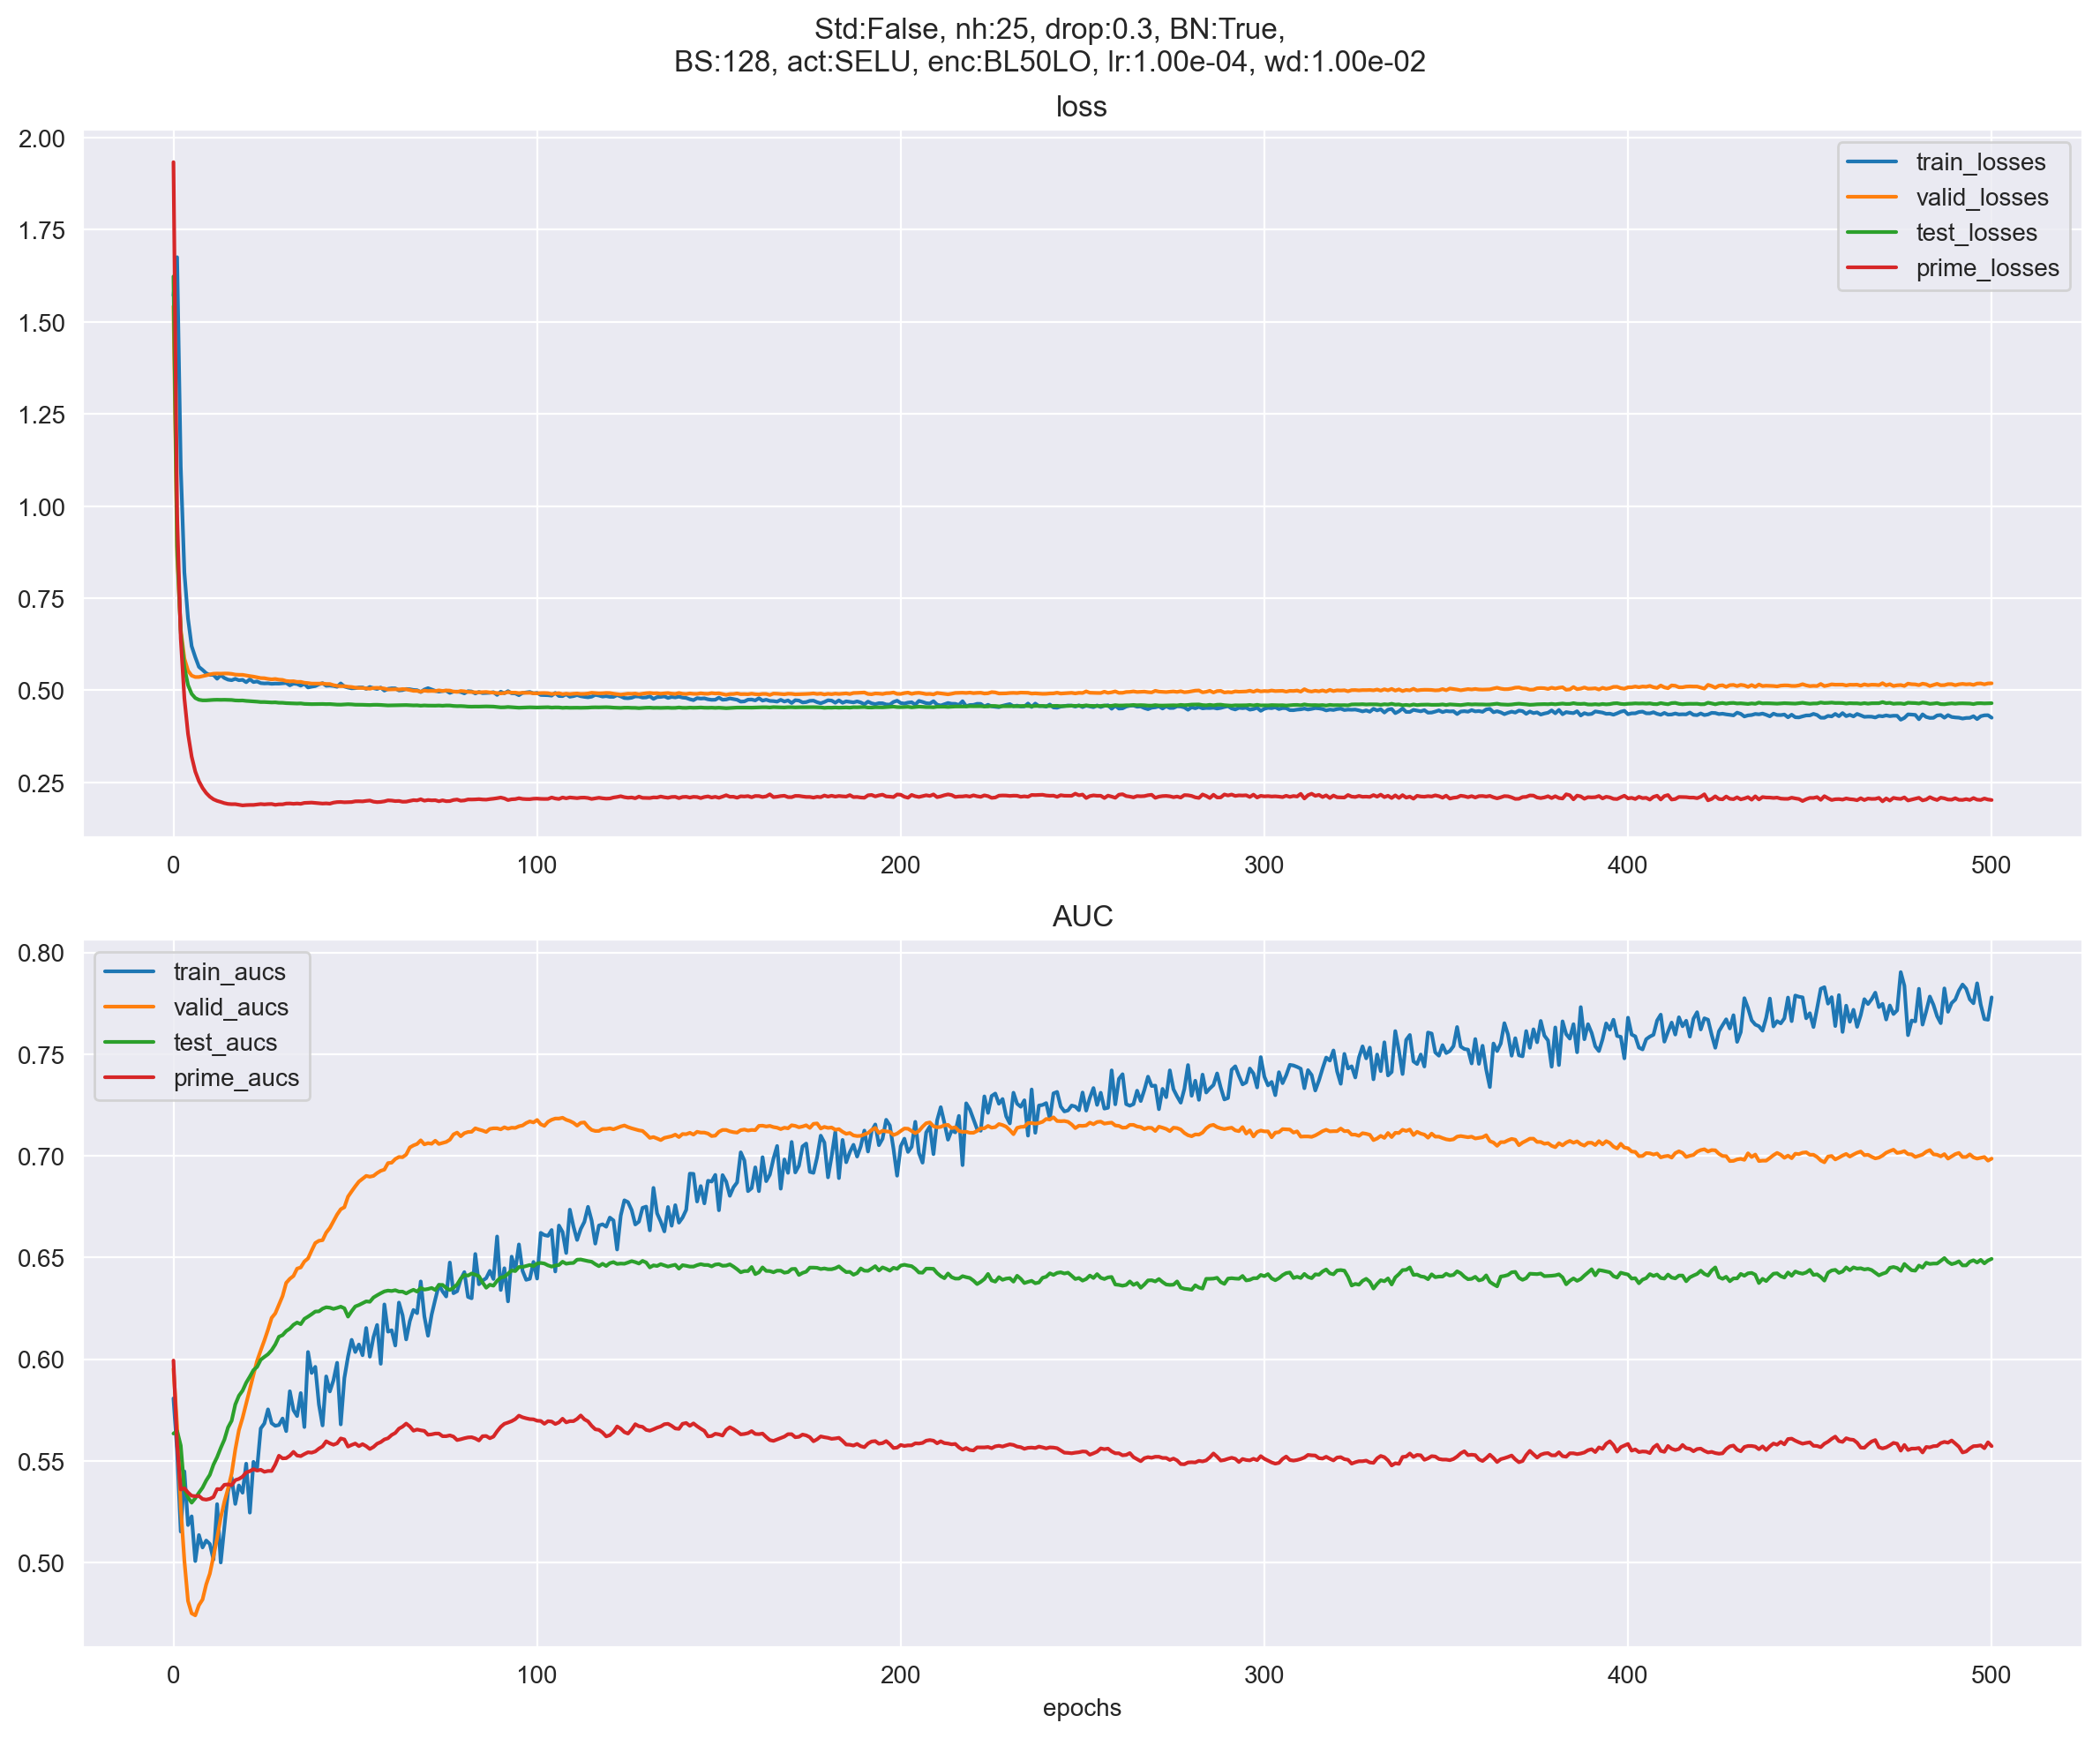 Std:False, nh:25, drop:0.3, BN:True,
BS:128, act:SELU, enc:BL50LO, lr:1.00e-04, wd:1.00e-02
loss
2.00
1.75
1.50
1.25
1.00
0.75
0.50
0.25
train_losses
valid_losses
test_losses
prime_losses
0 100 200 300 400 500
AUC
0.80
0.75
0.70
0.65
0.60
0.55
0.50
train_aucs
valid_aucs
test_aucs
prime_aucs
0 100 200 300 400 500
epochs